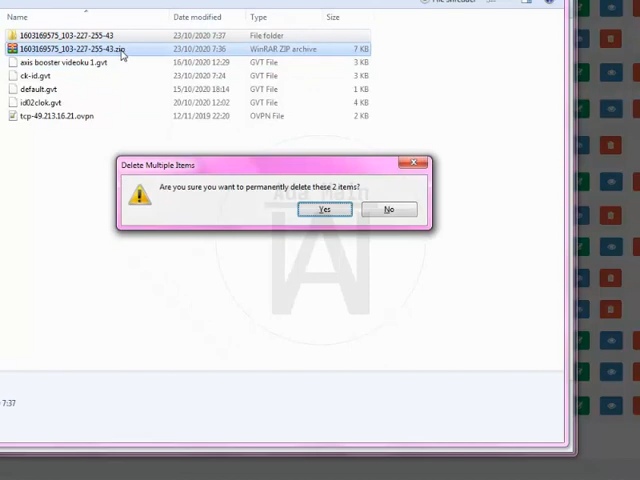 File Shredder
Name Date modified Type Size
1603169575_103-227-255-43 23/10/2020 7:37 File folder
1603169575_103-227-255-43.zip 23/10/2020 7:36 WinRAR ZIP archive 7 KB
axis booster videoku 1.gvt 16/10/2020 12:29 GVT File 3 KB
ck-id.gvt 23/10/2020 7:24 GVT File 3 KB
default.gvt 15/10/2020 18:14 GVT File 2 KB
id02clok.gvt 20/10/2020 12:02 GVT File 4 KB
tcp-49.213.16.21.ovpn 12/11/2019 22:20 OVPN File 2 KB
Delete Multiple Items
Are you sure you want to permanently delete these 2 items?
Yes No
7:37